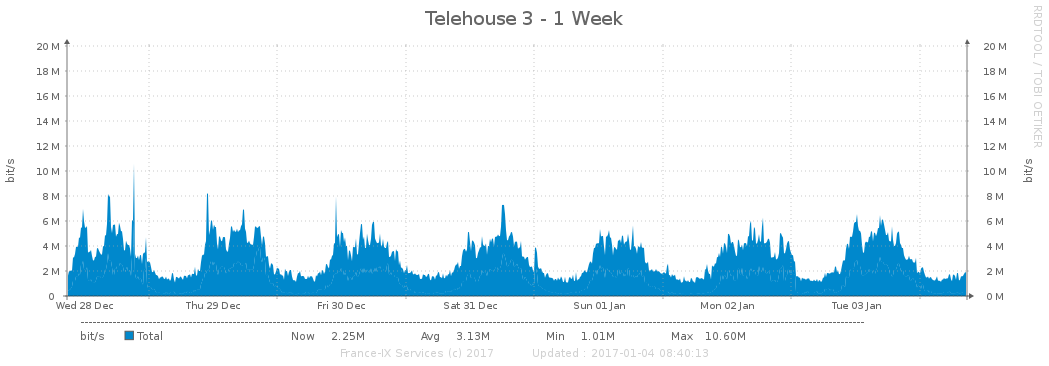 Telehouse 3 - 1 Week
RRDTOOL / TOBI OETIKER
bit/s
bit/s
20 M 20 M
18 M 18 M
16 M 16 M
14 M 14 M
12 M 12 M
10 M 10 M
8 M 8 M
6 M 6 M
4 M 4 M
2 M 2 M
0 0 M
Wed 28 Dec Thu 29 Dec Fri 30 Dec Sat 31 Dec Sun 01 Jan Mon 02 Jan Tue 03 Jan
bit/s Total Now 2.25M Avg 3.13M Min 1.01M Max 10.60M
France-IX Services (c) 2017 Updated : 2017-01-04 08:40:13